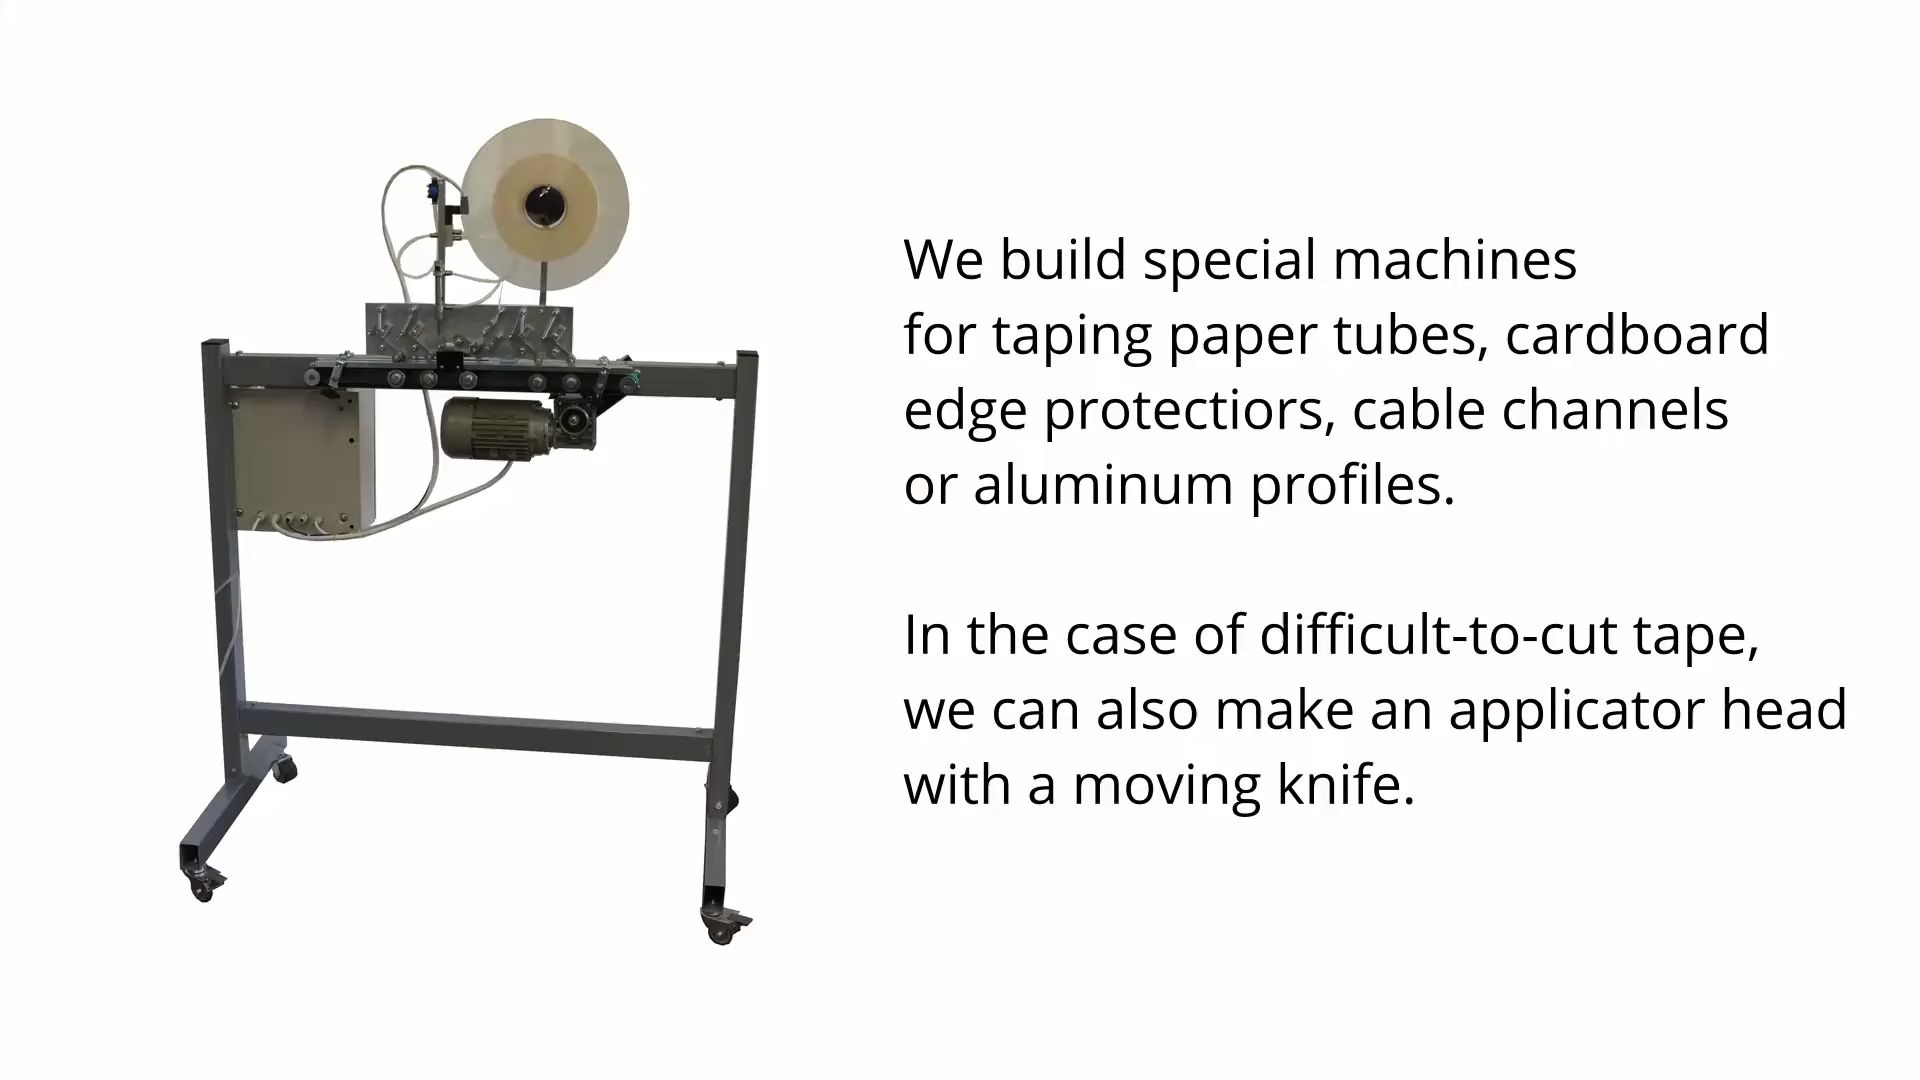 We build special machines
for taping paper tubes, cardboard
edge protectiors, cable channels
or aluminum profiles.
In the case of difficult-to-cut tape,
we can also make an applicator head
with a moving knife.